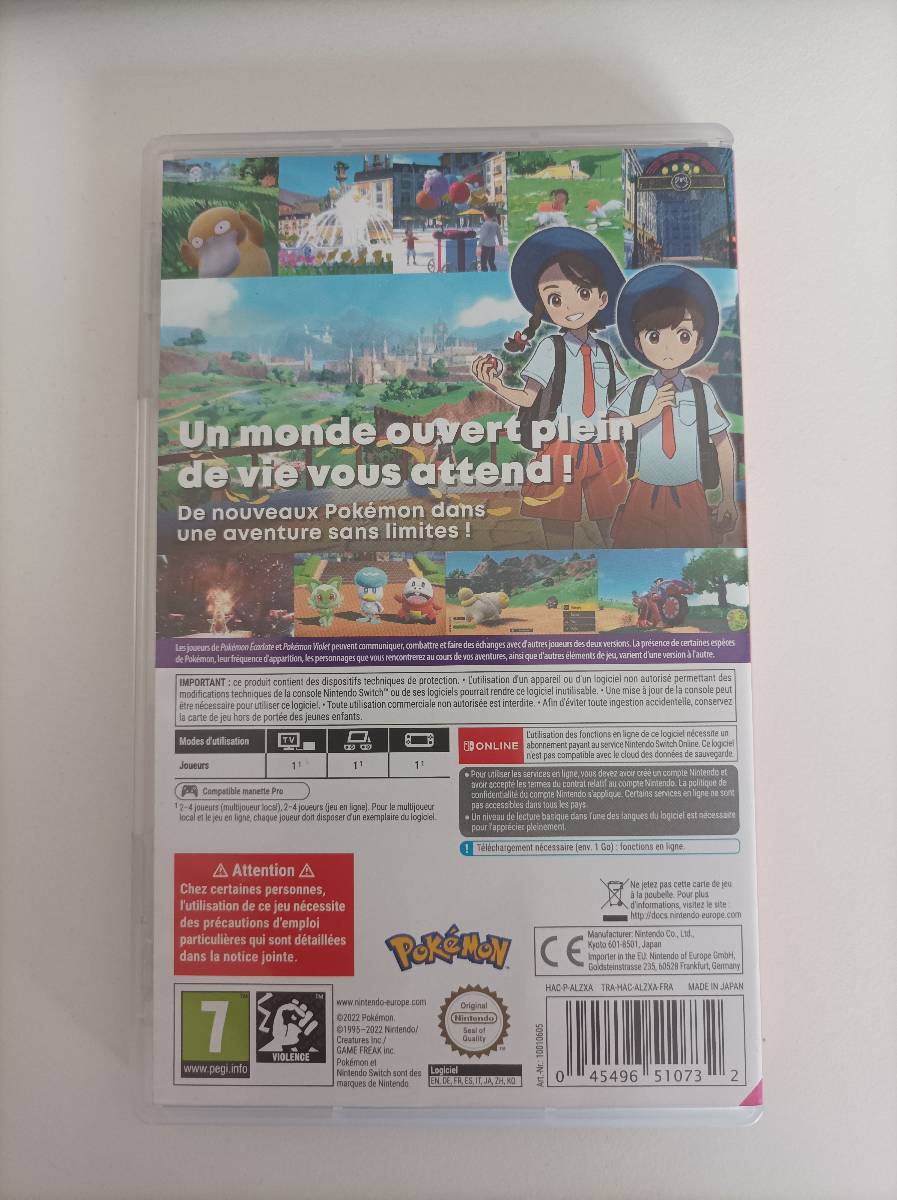 Un monde ouvert plein
de vie vous attend !
De nouveaux Pokémon dans
une aventure sans limites !
Les joueurs de Pokémon Écarlate et Pokémon Violet peuvent communiquer, combattre et faire des échanges avec d'autres joueurs des deux versions. La présence de certaines espèces
de Pokémon, leur fréquence d'apparition, les personnages que vous rencontrerez au cours de vos aventures, ainsi que d'autres éléments de jeu, varient d'une version à l'autre.
IMPORTANT : ce produit contient des dispositifs techniques de protection. • L'utilisation d'un appareil ou d'un logiciel non autorisé permettant des
modifications techniques de la console Nintendo Switch™ ou de ses logiciels pourrait rendre ce logiciel inutilisable. • Une mise à jour de la console peut
être nécessaire pour utiliser ce logiciel. • Toute utilisation commerciale non autorisée est interdite. • Afin d'éviter toute ingestion accidentelle, conservez
la carte de jeu hors de portée des jeunes enfants.
Modes d'utilisation TV
Joueurs 1¹ 1¹ 1¹
Compatible manette Pro
¹ 2-4 joueurs (multijoueur local), 2-4 joueurs (jeu en ligne). Pour le multijoueur
local et le jeu en ligne, chaque joueur doit disposer d'un exemplaire du logiciel.
ONLINE
L'utilisation des fonctions en ligne de ce logiciel nécessite un
abonnement payant au service Nintendo Switch Online. Ce logiciel
n'est pas compatible avec le cloud des données de sauvegarde.
• Pour utiliser les services en ligne, vous devez avoir créé un compte Nintendo et
avoir accepté les termes du contrat relatif au compte Nintendo. La politique de
confidentialité du compte Nintendo s'applique. Certains services en ligne ne sont
pas accessibles dans tous les pays.
• Un niveau de lecture basique dans l'une des langues du logiciel est nécessaire
pour l'apprécier pleinement.
! Téléchargement nécessaire (env. 1 Go) : fonctions en ligne.
⚠ Attention ⚠
Chez certaines personnes,
l'utilisation de ce jeu nécessite
des précautions d'emploi
particulières qui sont détaillées
dans la notice jointe.
Ne jetez pas cette carte de jeu
à la poubelle. Pour plus
d'informations, visitez le site :
http://docs.nintendo-europe.com
POKéMON
CE
Manufacturer: Nintendo Co., Ltd.,
Kyoto 601-8501, Japan
Importer in the EU: Nintendo of Europe GmbH,
Goldsteinstrasse 235, 60528 Frankfurt, Germany
HAC-P-ALZXA TRA-HAC-ALZXA-FRA MADE IN JAPAN
7
www.pegi.info
VIOLENCE
www.nintendo-europe.com
©2022 Pokémon.
©1995–2022 Nintendo/
Creatures Inc./
GAME FREAK inc.
Pokémon et
Nintendo Switch sont des
marques de Nintendo.
Original
Nintendo
Seal of
Quality
Logiciel
EN, DE, FR, ES, IT, JA, ZH, KO
Art.-Nr.: 10010605
0 45496 51073 2